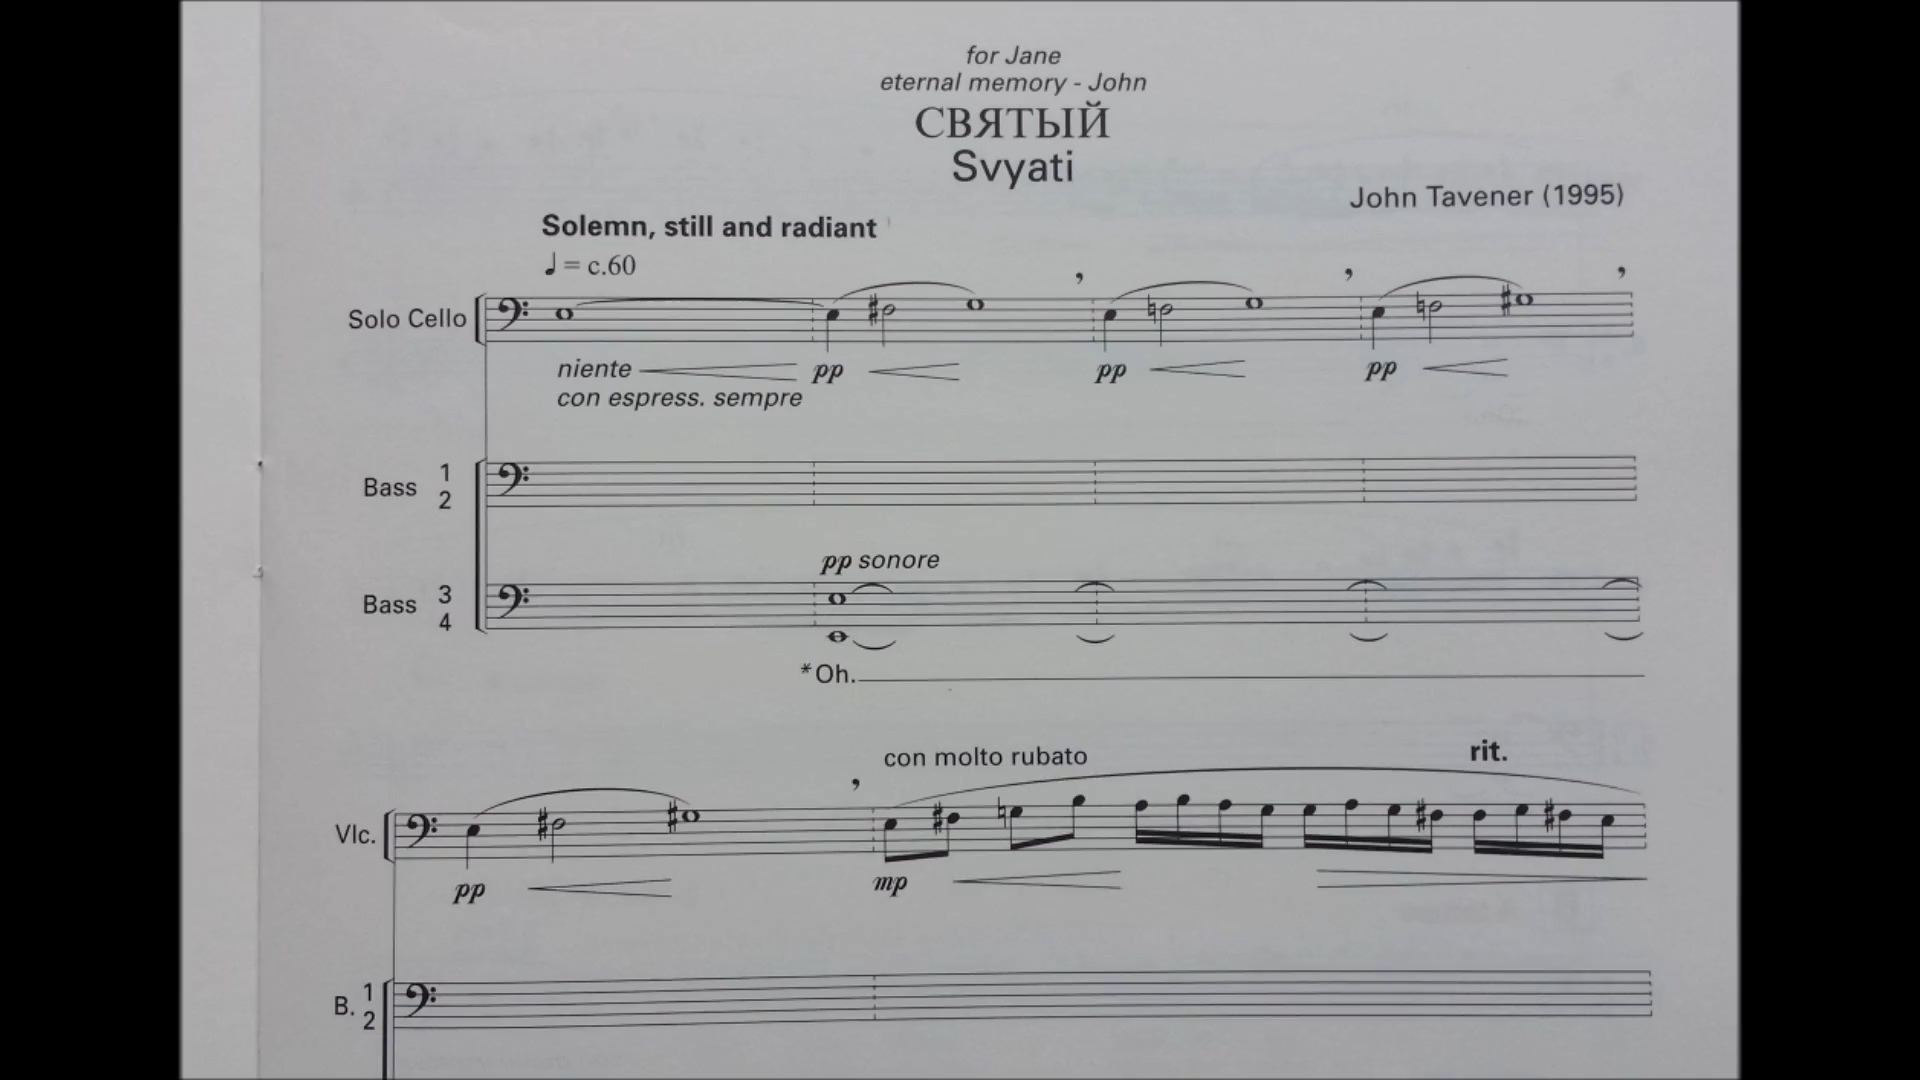 for Jane
eternal memory - John
СВЯТЫЙ
Svyati
John Tavener (1995)
Solemn, still and radiant
♩ = c.60
Solo Cello
niente pp pp pp
con espress. sempre
Bass 1 2
pp sonore
Bass 3 4
*Oh.
con molto rubato rit.
Vlc.
pp mp
B. 1 2